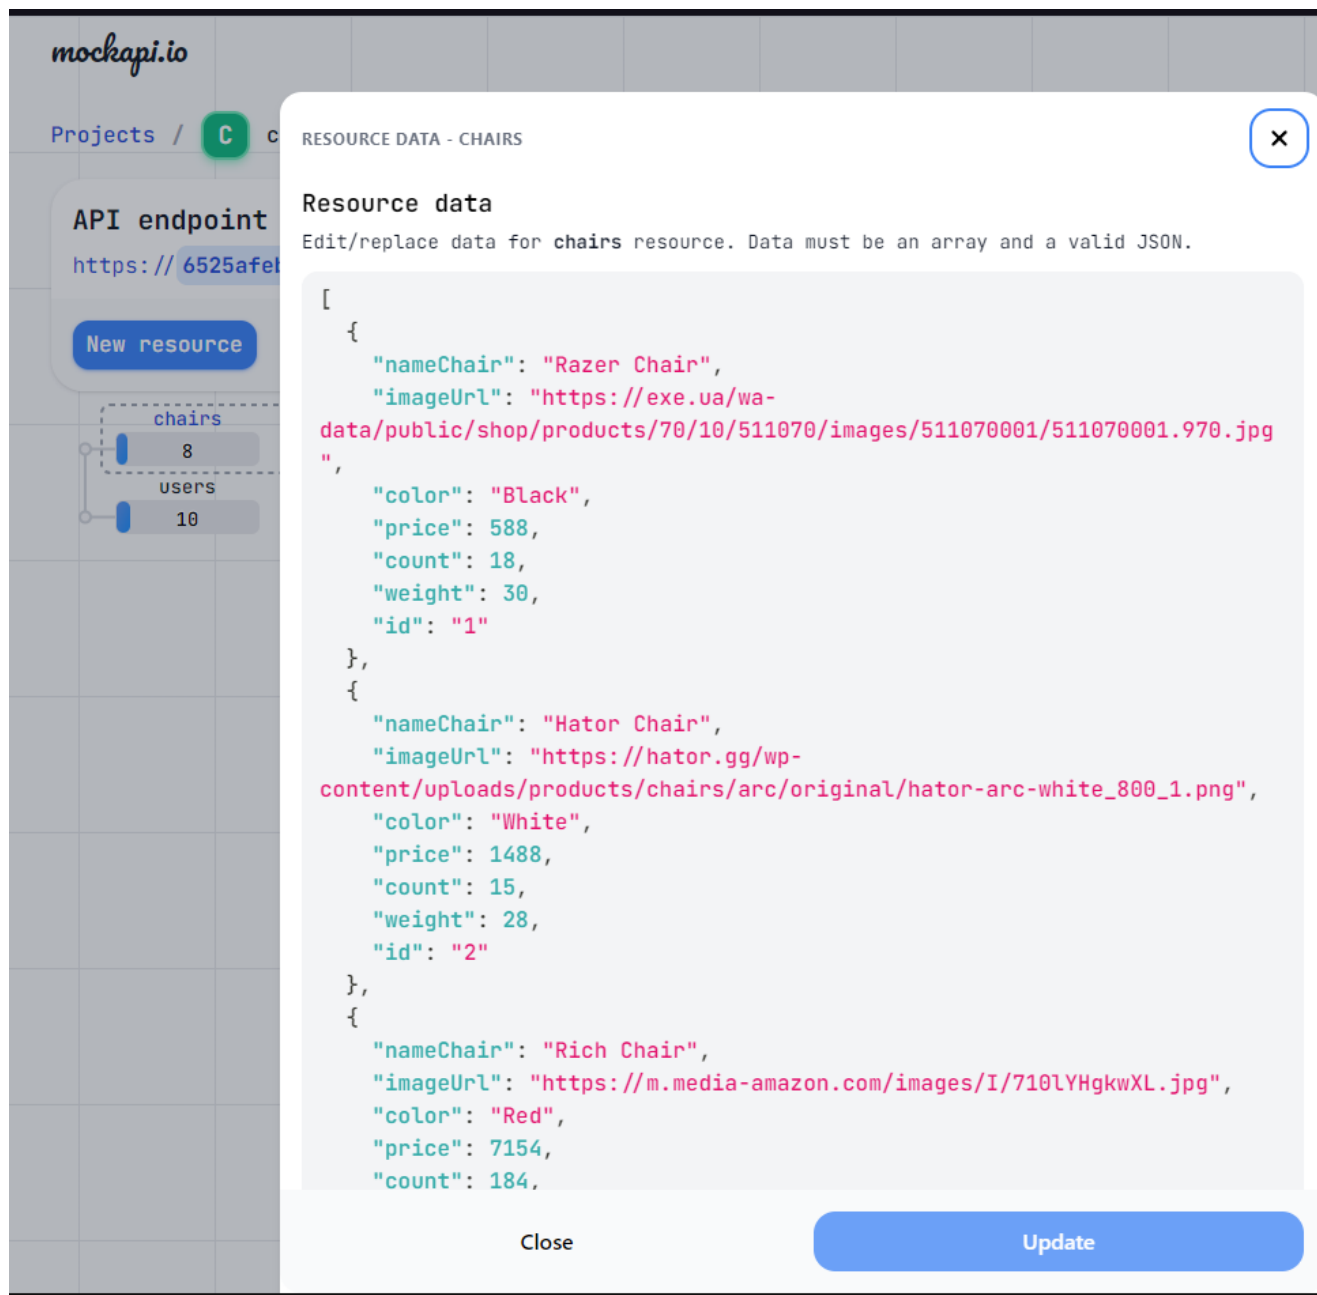 mockapi.io
Projects / C c
API endpoint
https://6525afeb
New resource
chairs
8
users
10
RESOURCE DATA - CHAIRS
Resource data
Edit/replace data for chairs resource. Data must be an array and a valid JSON.
[
{
"nameChair": "Razer Chair",
"imageUrl": "https://exe.ua/wa-
data/public/shop/products/70/10/511070/images/511070001/511070001.970.jpg
",
"color": "Black",
"price": 588,
"count": 18,
"weight": 30,
"id": "1"
},
{
"nameChair": "Hator Chair",
"imageUrl": "https://hator.gg/wp-
content/uploads/products/chairs/arc/original/hator-arc-white_800_1.png",
"color": "White",
"price": 1488,
"count": 15,
"weight": 28,
"id": "2"
},
{
"nameChair": "Rich Chair",
"imageUrl": "https://m.media-amazon.com/images/I/710lYHgkwXL.jpg",
"color": "Red",
"price": 7154,
"count": 184,
Close
Update